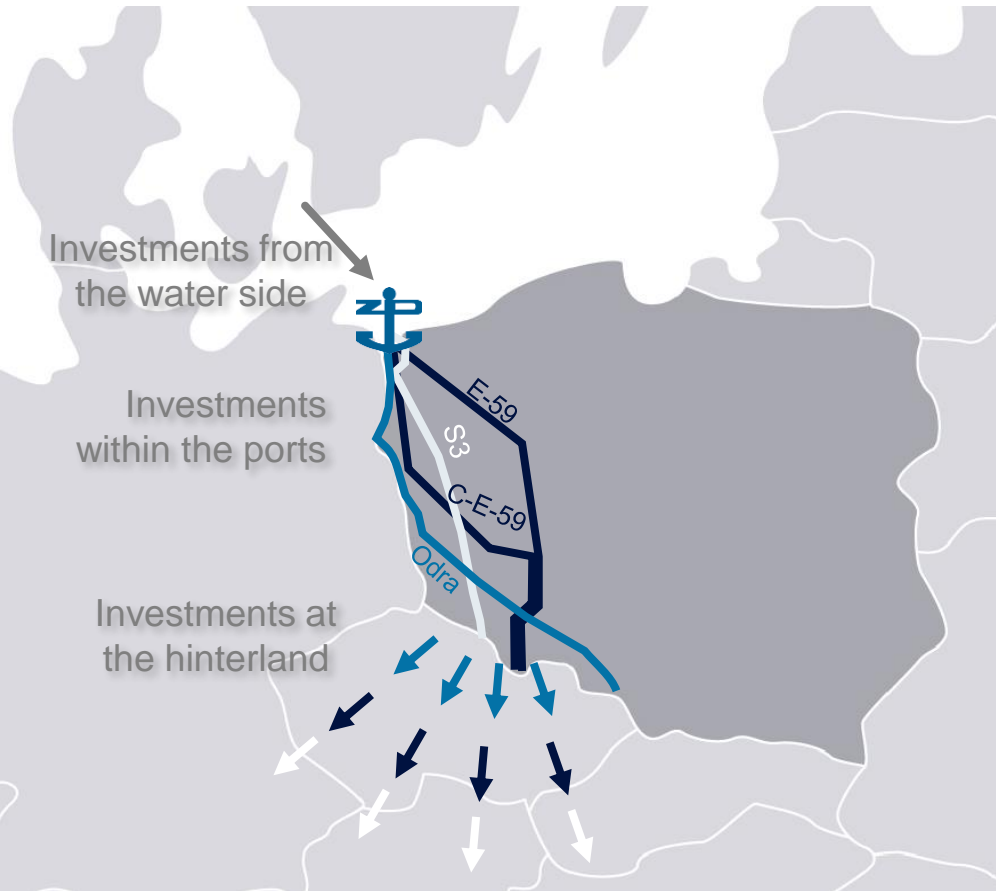 Investments from
the water side
Investments
within the ports
E-59
S3
C-E-59
Odra
Investments at
the hinterland